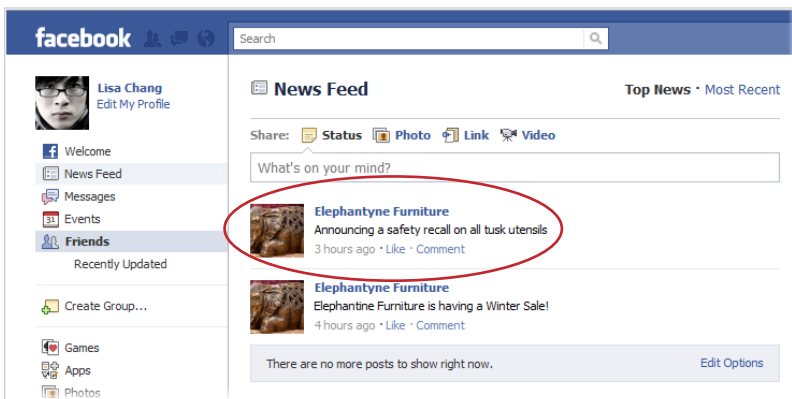 facebook
Search
Lisa Chang
Edit My Profile
Welcome
News Feed
Messages
31 Events
Friends
Recently Updated
Create Group...
Games
Apps
Photos
News Feed
Top News · Most Recent
Share: Status Photo Link Video
What's on your mind?
Elephantyne Furniture
Announcing a safety recall on all tusk utensils
3 hours ago · Like · Comment
Elephantyne Furniture
Elephantine Furniture is having a Winter Sale!
4 hours ago · Like · Comment
There are no more posts to show right now.
Edit Options